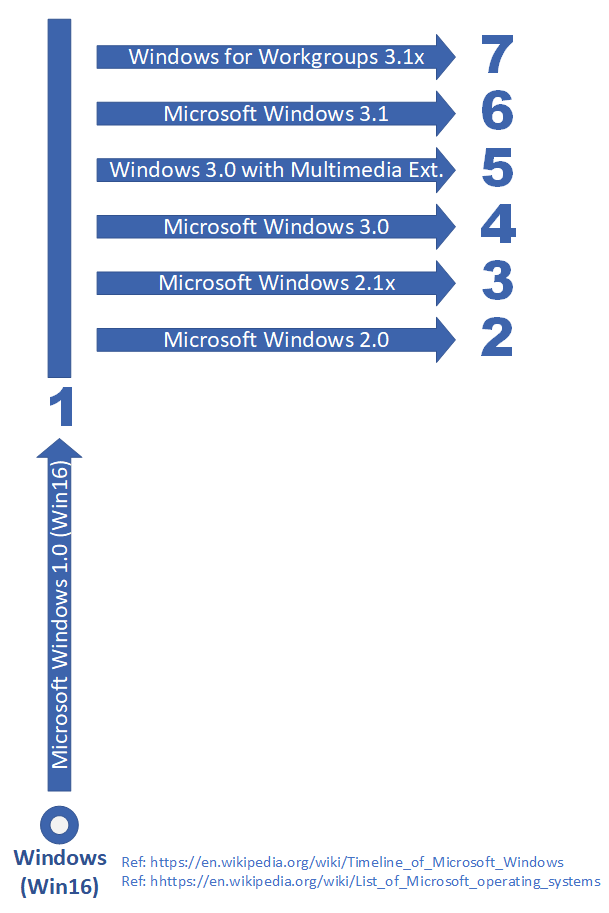 Windows for Workgroups 3.1x 7
Microsoft Windows 3.1 6
Windows 3.0 with Multimedia Ext. 5
Microsoft Windows 3.0 4
Microsoft Windows 2.1x 3
Microsoft Windows 2.0 2
1
Microsoft Windows 1.0 (Win16)
Windows
(Win16)
Ref: https://en.wikipedia.org/wiki/Timeline_of_Microsoft_Windows
Ref: hhttps://en.wikipedia.org/wiki/List_of_Microsoft_operating_systems